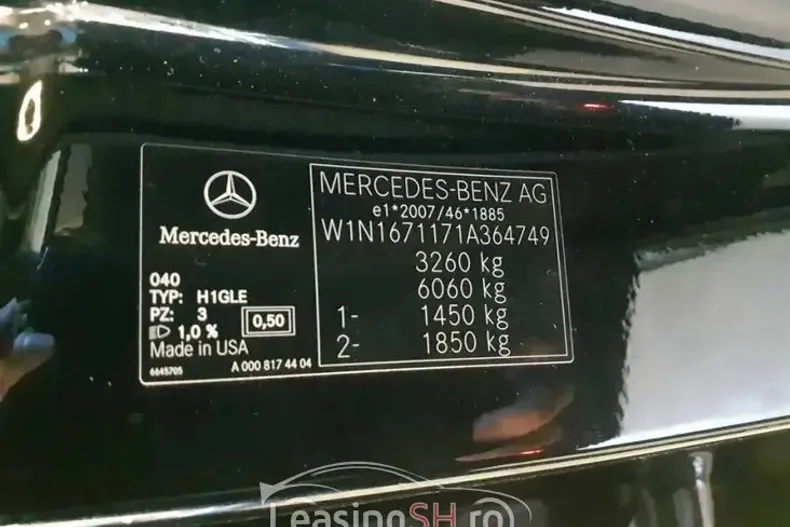 MERCEDES-BENZ AG
e1*2007/46*1885
W1N1671171A364749
3260 kg
6060 kg
1- 1450 kg
2- 1850 kg
Mercedes-Benz
040
TYP: H1GLE
PZ: 3
1,0 % 0,50
Made in USA
6645705 A 000 817 44 04
LeasingSH.ro